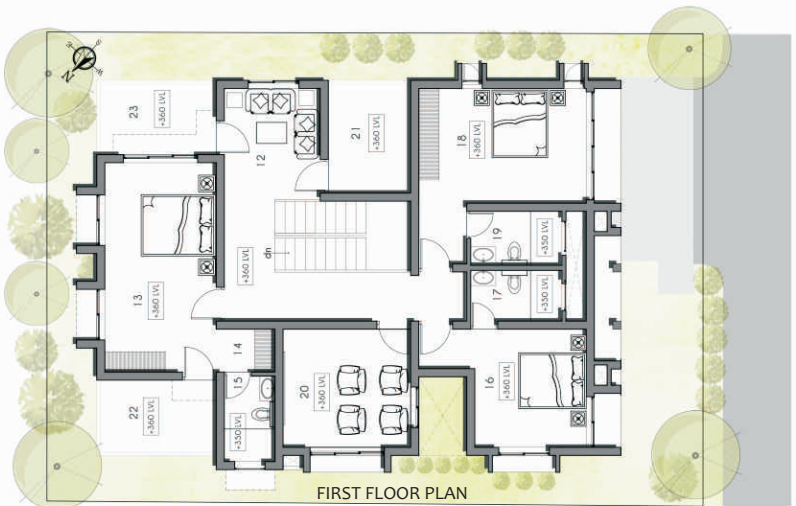 N
S
23
+360 LVL
12
+360 LVL
21
+360 LVL
18
+360 LVL
19
+350 LVL
17
+350 LVL
dn
13
+360 LVL
14
15
+350 LVL
22
+360 LVL
20
+360 LVL
16
+360 LVL
FIRST FLOOR PLAN